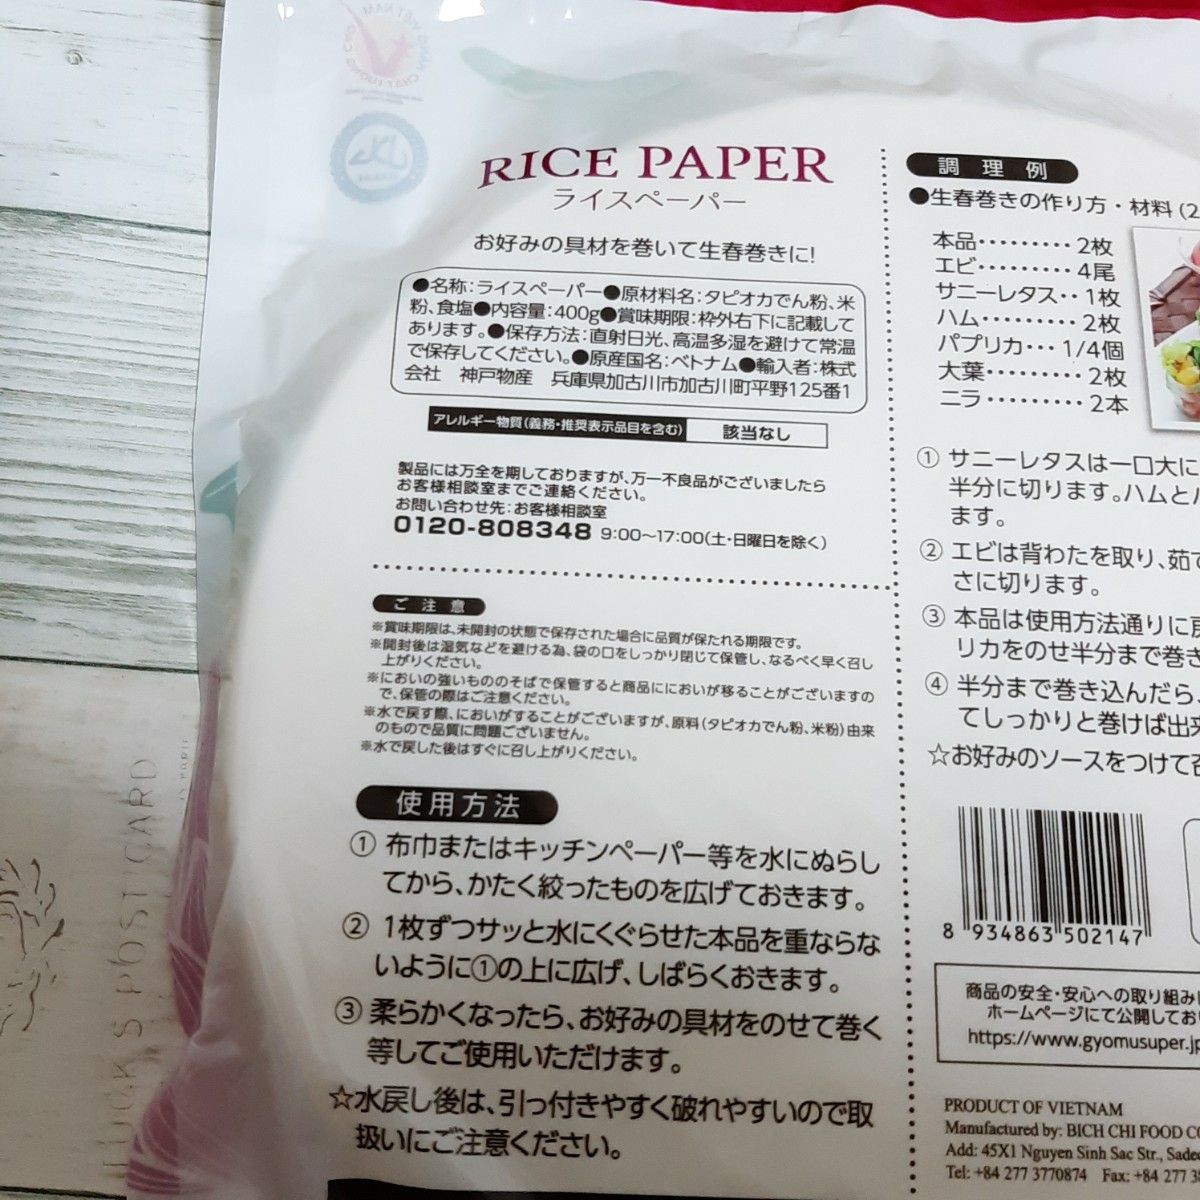 RICE PAPER
ライスペーパー
お好みの具材を巻いて生春巻きに!
●名称:ライスペーパー●原材料名:タピオカでん粉、米
粉、食塩●内容量:400g●賞味期限:枠外右下に記載して
あります。●保存方法:直射日光、高温多湿を避けて常温
で保存してください。●原産国名:ベトナム●輸入者:株式
会社 神戸物産 兵庫県加古川市加古川町平野125番1
アレルギー物質(義務・推奨表示品目を含む) 該当なし
製品には万全を期しておりますが、万一不良品がございましたら
お客様相談室までご連絡ください。
お問い合わせ先:お客様相談室
0120-808348 9:00〜17:00(土・日曜日を除く)
ご注意
※賞味期限は、未開封の状態で保存された場合に品質が保たれる期限です。
※開封後は湿気などを避ける為、袋の口をしっかり閉じて保管し、なるべく早く召し
上がりください。
※においの強いもののそばで保管すると商品ににおいが移ることがございますの
で、保管の際はご注意ください。
※水で戻す際、においがすることがございますが、原料(タピオカでん粉、米粉)由来
のもので品質に問題ございません。
※水で戻した後はすぐに召し上がりください。
使用方法
① 布巾またはキッチンペーパー等を水にぬらし
てから、かたく絞ったものを広げておきます。
② 1枚ずつサッと水にくぐらせた本品を重ならな
いように①の上に広げ、しばらくおきます。
③ 柔らかくなったら、お好みの具材をのせて巻く
等してご使用いただけます。
☆水戻し後は、引っ付きやすく破れやすいので取
扱いにご注意ください。
調理例
●生春巻きの作り方・材料(2
本品・・・・・・・・・2枚
エビ・・・・・・・・・4尾
サニーレタス・・1枚
ハム・・・・・・・・・2枚
パプリカ・・・1/4個
大葉・・・・・・・・・2枚
ニラ・・・・・・・・・2本
① サニーレタスは一口大に
半分に切ります。ハムと
ます。
② エビは背わたを取り、茹で
さに切ります。
③ 本品は使用方法通りに
リカをのせ半分まで巻き
④ 半分まで巻き込んだら、
てしっかりと巻けば出来
☆お好みのソースをつけて
8 934863 502147
商品の安全・安心への取り組み
ホームページにて公開してお
https://www.gyomusuper.jp
PRODUCT OF VIETNAM
Manufactured by: BICH CHI FOOD CO
Add: 45X1 Nguyen Sinh Sac Str., Sadec
Tel: +84 277 3770874 Fax: +84 277 3
POST CARD